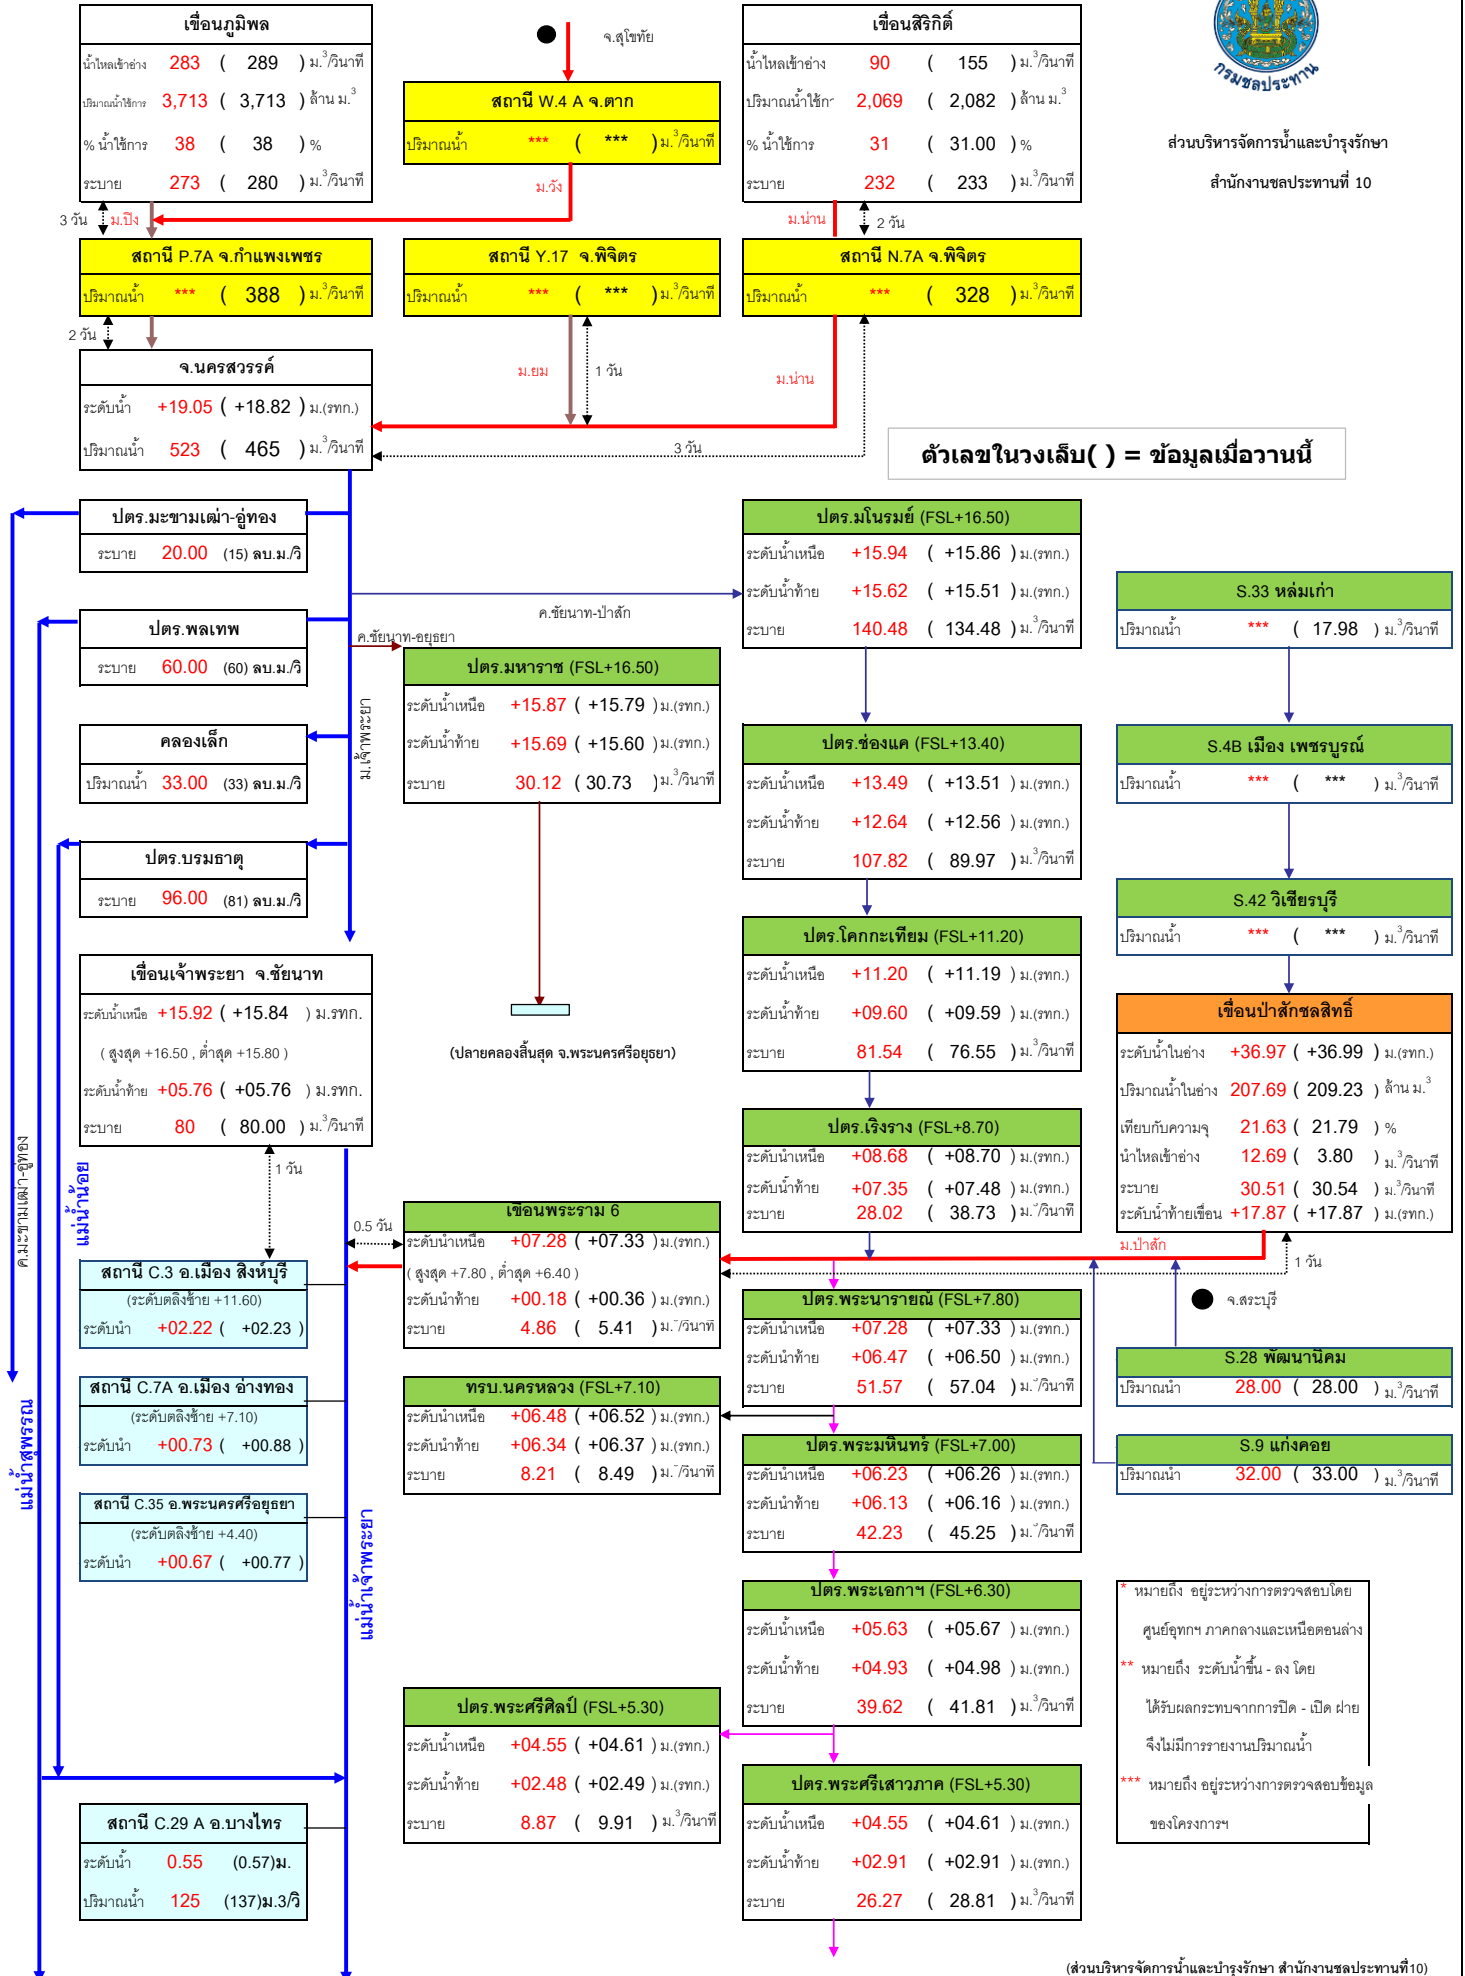 เขื่อนภูมิพล
น้ำไหลเข้าอ่าง 283 ( 289 ) ม.³/วินาที
ปริมาณน้ำใช้การ 3,713 ( 3,713 ) ล้าน ม.³
% น้ำใช้การ 38 ( 38 ) %
ระบาย 273 ( 280 ) ม.³/วินาที
จ.สุโขทัย
สถานี W.4 A จ.ตาก
ปริมาณน้ำ *** ( *** ) ม.³/วินาที
ม.วัง
เขื่อนสิริกิติ์
น้ำไหลเข้าอ่าง 90 ( 155 ) ม.³/วินาที
ปริมาณน้ำใช้กา 2,069 ( 2,082 ) ล้าน ม.³
% น้ำใช้การ 31 ( 31.00 ) %
ระบาย 232 ( 233 ) ม.³/วินาที
กรมชลประทาน
ส่วนบริหารจัดการน้ำและบำรุงรักษา
สำนักงานชลประทานที่ 10
3 วัน ม.ปิง
ม.น่าน 2 วัน
สถานี P.7A จ.กำแพงเพชร
ปริมาณน้ำ *** ( 388 ) ม.³/วินาที
สถานี Y.17 จ.พิจิตร
ปริมาณน้ำ *** ( *** ) ม.³/วินาที
สถานี N.7A จ.พิจิตร
ปริมาณน้ำ *** ( 328 ) ม.³/วินาที
2 วัน
ม.ยม 1 วัน
ม.น่าน
จ.นครสวรรค์
ระดับน้ำ +19.05 ( +18.82 ) ม.(รทก.)
ปริมาณน้ำ 523 ( 465 ) ม.³/วินาที
3 วัน
ตัวเลขในวงเล็บ( ) = ข้อมูลเมื่อวานนี้
ปตร.มะขามเฒ่า-อู่ทอง
ระบาย 20.00 (15) ลบ.ม./วิ
ปตร.พลเทพ
ระบาย 60.00 (60) ลบ.ม./วิ
คลองเล็ก
ปริมาณน้ำ 33.00 (33) ลบ.ม./วิ
ปตร.บรมธาตุ
ระบาย 96.00 (81) ลบ.ม./วิ
ค.ชัยนาท-ป่าสัก
ค.ชัยนาท-อยุธยา
ม.เจ้าพระยา
ปตร.มหาราช (FSL+16.50)
ระดับน้ำเหนือ +15.87 ( +15.79 ) ม.(รทก.)
ระดับน้ำท้าย +15.69 ( +15.60 ) ม.(รทก.)
ระบาย 30.12 ( 30.73 ) ม.³/วินาที
(ปลายคลองสิ้นสุด จ.พระนครศรีอยุธยา)
ปตร.มโนรมย์ (FSL+16.50)
ระดับน้ำเหนือ +15.94 ( +15.86 ) ม.(รทก.)
ระดับน้ำท้าย +15.62 ( +15.51 ) ม.(รทก.)
ระบาย 140.48 ( 134.48 ) ม.³/วินาที
ปตร.ช่องแค (FSL+13.40)
ระดับน้ำเหนือ +13.49 ( +13.51 ) ม.(รทก.)
ระดับน้ำท้าย +12.64 ( +12.56 ) ม.(รทก.)
ระบาย 107.82 ( 89.97 ) ม.³/วินาที
ปตร.โคกกะเทียม (FSL+11.20)
ระดับน้ำเหนือ +11.20 ( +11.19 ) ม.(รทก.)
ระดับน้ำท้าย +09.60 ( +09.59 ) ม.(รทก.)
ระบาย 81.54 ( 76.55 ) ม.³/วินาที
ปตร.เริงราง (FSL+8.70)
ระดับน้ำเหนือ +08.68 ( +08.70 ) ม.(รทก.)
ระดับน้ำท้าย +07.35 ( +07.48 ) ม.(รทก.)
ระบาย 28.02 ( 38.73 ) ม.³/วินาที
S.33 หล่มเก่า
ปริมาณน้ำ *** ( 17.98 ) ม.³/วินาที
S.4B เมือง เพชรบูรณ์
ปริมาณน้ำ *** ( *** ) ม.³/วินาที
S.42 วิเชียรบุรี
ปริมาณน้ำ *** ( *** ) ม.³/วินาที
เขื่อนป่าสักชลสิทธิ์
ระดับน้ำในอ่าง +36.97 ( +36.99 ) ม.(รทก.)
ปริมาณน้ำในอ่าง 207.69 ( 209.23 ) ล้าน ม.³
เทียบกับความจุ 21.63 ( 21.79 ) %
น้ำไหลเข้าอ่าง 12.69 ( 3.80 ) ม.³/วินาที
ระบาย 30.51 ( 30.54 ) ม.³/วินาที
ระดับน้ำท้ายเขื่อน +17.87 ( +17.87 ) ม.(รทก.)
เขื่อนเจ้าพระยา จ.ชัยนาท
ระดับน้ำเหนือ +15.92 ( +15.84 ) ม.รทก.
( สูงสุด +16.50 , ต่ำสุด +15.80 )
ระดับน้ำท้าย +05.76 ( +05.76 ) ม.รทก.
ระบาย 80 ( 80.00 ) ม.³/วินาที
1 วัน
ค.มะขามเฒ่า-อู่ทอง
แม่น้ำน้อย
0.5 วัน
เขื่อนพระราม 6
ระดับน้ำเหนือ +07.28 ( +07.33 ) ม.(รทก.)
( สูงสุด +7.80 , ต่ำสุด +6.40 )
ระดับน้ำท้าย +00.18 ( +00.36 ) ม.(รทก.)
ระบาย 4.86 ( 5.41 ) ม.³/วินาที
ม.ป่าสัก
1 วัน
จ.สระบุรี
สถานี C.3 อ.เมือง สิงห์บุรี
(ระดับตลิ่งซ้าย +11.60)
ระดับน้ำ +02.22 ( +02.23 )
สถานี C.7A อ.เมือง อ่างทอง
(ระดับตลิ่งซ้าย +7.10)
ระดับน้ำ +00.73 ( +00.88 )
สถานี C.35 อ.พระนครศรีอยุธยา
(ระดับตลิ่งซ้าย +4.40)
ระดับน้ำ +00.67 ( +00.77 )
แม่น้ำสุพรรณ
แม่น้ำเจ้าพระยา
ทรบ.นครหลวง (FSL+7.10)
ระดับน้ำเหนือ +06.48 ( +06.52 ) ม.(รทก.)
ระดับน้ำท้าย +06.34 ( +06.37 ) ม.(รทก.)
ระบาย 8.21 ( 8.49 ) ม.³/วินาที
ปตร.พระนารายณ์ (FSL+7.80)
ระดับน้ำเหนือ +07.28 ( +07.33 ) ม.(รทก.)
ระดับน้ำท้าย +06.47 ( +06.50 ) ม.(รทก.)
ระบาย 51.57 ( 57.04 ) ม.³/วินาที
ปตร.พระมหินทร์ (FSL+7.00)
ระดับน้ำเหนือ +06.23 ( +06.26 ) ม.(รทก.)
ระดับน้ำท้าย +06.13 ( +06.16 ) ม.(รทก.)
ระบาย 42.23 ( 45.25 ) ม.³/วินาที
S.28 พัฒนานิคม
ปริมาณน้ำ 28.00 ( 28.00 ) ม.³/วินาที
S.9 แก่งคอย
ปริมาณน้ำ 32.00 ( 33.00 ) ม.³/วินาที
ปตร.พระเอกาฯ (FSL+6.30)
ระดับน้ำเหนือ +05.63 ( +05.67 ) ม.(รทก.)
ระดับน้ำท้าย +04.93 ( +04.98 ) ม.(รทก.)
ระบาย 39.62 ( 41.81 ) ม.³/วินาที
ปตร.พระศรีศิลป์ (FSL+5.30)
ระดับน้ำเหนือ +04.55 ( +04.61 ) ม.(รทก.)
ระดับน้ำท้าย +02.48 ( +02.49 ) ม.(รทก.)
ระบาย 8.87 ( 9.91 ) ม.³/วินาที
ปตร.พระศรีเสาวภาค (FSL+5.30)
ระดับน้ำเหนือ +04.55 ( +04.61 ) ม.(รทก.)
ระดับน้ำท้าย +02.91 ( +02.91 ) ม.(รทก.)
ระบาย 26.27 ( 28.81 ) ม.³/วินาที
* หมายถึง อยู่ระหว่างการตรวจสอบโดย
ศูนย์อุทกฯ ภาคกลางและเหนือตอนล่าง
** หมายถึง ระดับน้ำขึ้น - ลง โดย
ได้รับผลกระทบจากการปิด - เปิด ฝาย
จึงไม่มีการรายงานปริมาณน้ำ
*** หมายถึง อยู่ระหว่างการตรวจสอบข้อมูล
ของโครงการฯ
สถานี C.29 A อ.บางไทร
ระดับน้ำ 0.55 (0.57)ม.
ปริมาณน้ำ 125 (137)ม.3/วิ
(ส่วนบริหารจัดการน้ำและบำรุงรักษา สำนักงานชลประทานที่10)